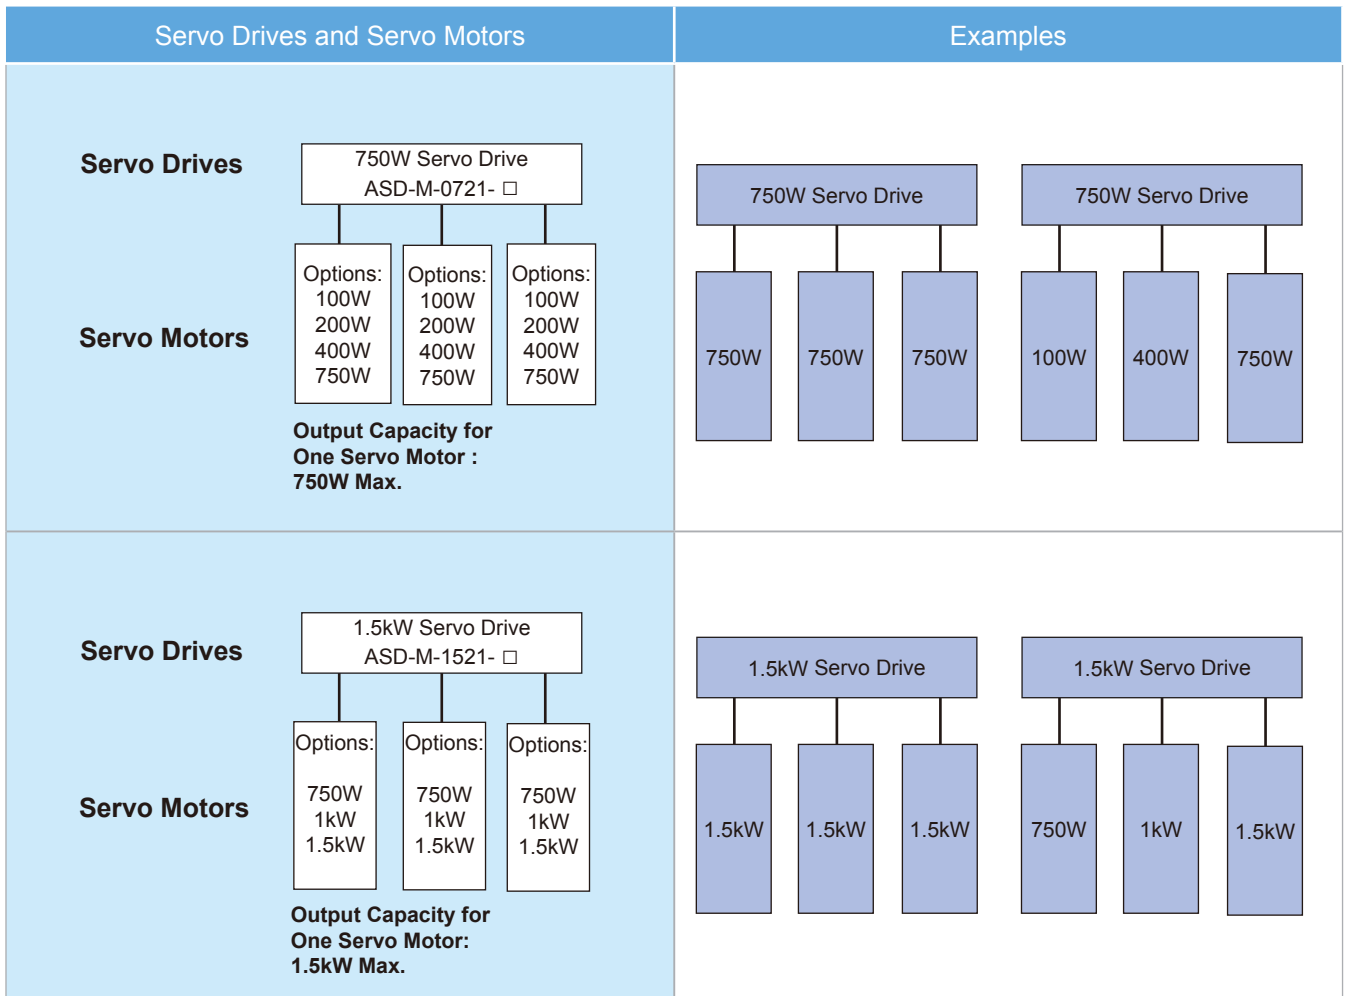 Servo Drives and Servo Motors
Examples
Servo Drives
750W Servo Drive
ASD-M-0721- □
Servo Motors
Options:
100W
200W
400W
750W
Options:
100W
200W
400W
750W
Options:
100W
200W
400W
750W
Output Capacity for
One Servo Motor :
750W Max.
750W Servo Drive
750W
750W
750W
750W Servo Drive
100W
400W
750W
Servo Drives
1.5kW Servo Drive
ASD-M-1521- □
Servo Motors
Options:
750W
1kW
1.5kW
Options:
750W
1kW
1.5kW
Options:
750W
1kW
1.5kW
Output Capacity for
One Servo Motor:
1.5kW Max.
1.5kW Servo Drive
1.5kW
1.5kW
1.5kW
1.5kW Servo Drive
750W
1kW
1.5kW